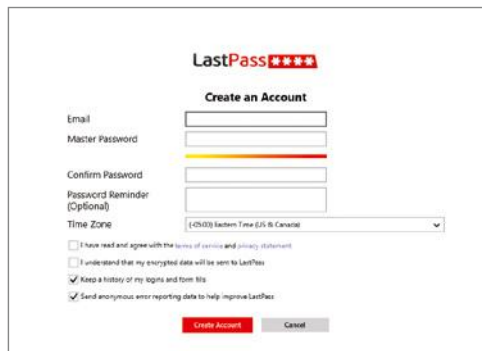 LastPass ****
Create an Account
Email
Master Password
Confirm Password
Password Reminder
(Optional)
Time Zone
(-05:00) Eastern Time (US & Canada)
I have read and agree with the terms of service and privacy statement
I understand that my encrypted data will be sent to LastPass
Keep a history of my logins and form fills
Send anonymous error reporting data to help improve LastPass
Create Account Cancel